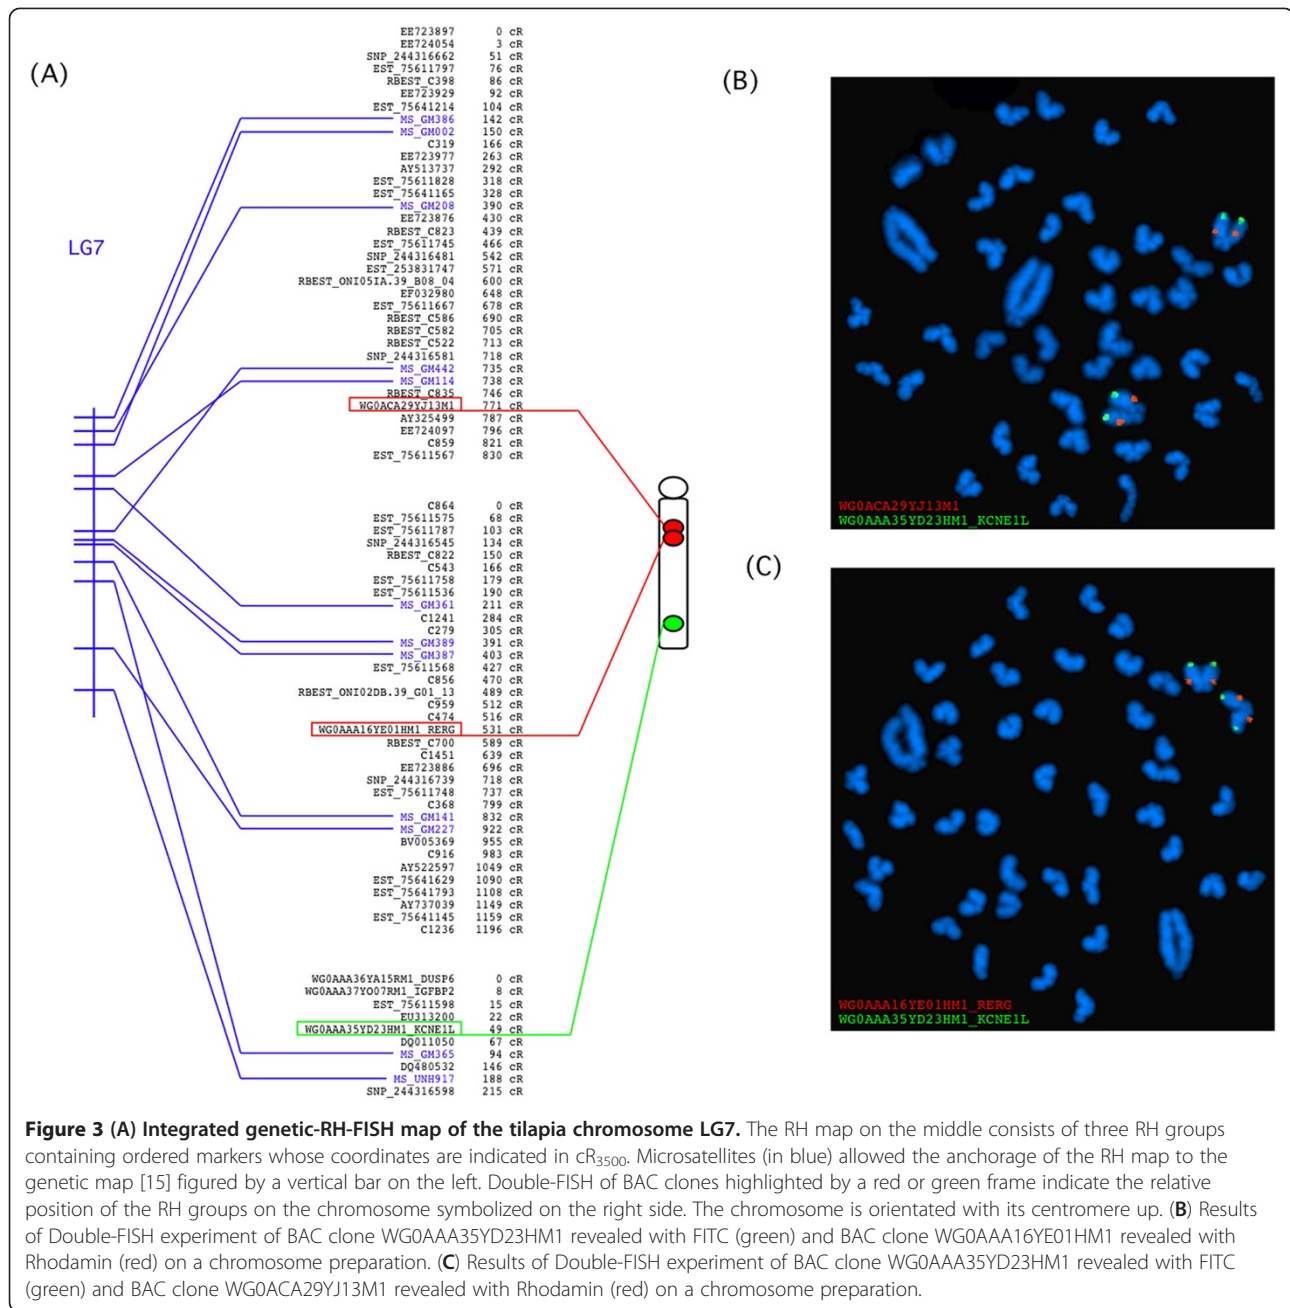 (A)
LG7
EE723897 0 cR
EE724054 3 cR
SNP_244316662 51 cR
EST_75611797 76 cR
RBEST_C398 86 cR
EE723929 92 cR
EST_75641214 104 cR
MS_GM386 142 cR
MS_GM002 150 cR
C319 166 cR
EE723977 263 cR
AY513737 292 cR
EST_75611828 318 cR
EST_75641165 328 cR
MS_GM208 390 cR
EE723876 430 cR
RBEST_C823 439 cR
EST_75611745 466 cR
SNP_244316481 542 cR
EST_253831747 571 cR
RBEST_ONI05IA.39_B08_04 600 cR
EF032980 648 cR
EST_75611667 678 cR
RBEST_C586 690 cR
RBEST_C582 705 cR
RBEST_C522 713 cR
SNP_244316581 718 cR
MS_GM442 735 cR
MS_GM114 738 cR
RBEST_C835 746 cR
WG0ACA29YJ13M1 771 cR
AY325499 787 cR
EE724097 796 cR
C859 821 cR
EST_75611567 830 cR
C864 0 cR
EST_75611575 68 cR
EST_75611787 103 cR
SNP_244316545 134 cR
RBEST_C822 150 cR
C543 166 cR
EST_75611758 179 cR
EST_75611536 190 cR
MS_GM361 211 cR
C1241 284 cR
C279 305 cR
MS_GM389 391 cR
MS_GM387 403 cR
EST_75611568 427 cR
C856 470 cR
RBEST_ONI02DB.39_G01_13 489 cR
C959 512 cR
C474 516 cR
WG0AAA16YE01HM1_RERG 531 cR
RBEST_C700 589 cR
C1451 639 cR
EE723886 696 cR
SNP_244316739 718 cR
EST_75611748 737 cR
C368 799 cR
MS_GM141 832 cR
MS_GM227 922 cR
BV005369 955 cR
C916 983 cR
AY522597 1049 cR
EST_75641629 1090 cR
EST_75641793 1108 cR
AY737039 1149 cR
EST_75641145 1159 cR
C1236 1196 cR
WG0AAA36YA15RM1_DUSP6 0 cR
WG0AAA37YO07RM1_IGFBP2 8 cR
EST_75611598 15 cR
EU313200 22 cR
WG0AAA35YD23HM1_KCNE1L 49 cR
DQ011050 67 cR
MS_GM365 94 cR
DQ480532 146 cR
MS_UNH917 188 cR
SNP_244316598 215 cR
(B)
WG0ACA29YJ13M1
WG0AAA35YD23HM1_KCNE1L
(C)
WG0AAA16YE01HM1_RERG
WG0AAA35YD23HM1_KCNE1L
Figure 3 (A) Integrated genetic-RH-FISH map of the tilapia chromosome LG7. The RH map on the middle consists of three RH groups
containing ordered markers whose coordinates are indicated in cR3500. Microsatellites (in blue) allowed the anchorage of the RH map to the
genetic map [15] figured by a vertical bar on the left. Double-FISH of BAC clones highlighted by a red or green frame indicate the relative
position of the RH groups on the chromosome symbolized on the right side. The chromosome is orientated with its centromere up. (B) Results
of Double-FISH experiment of BAC clone WG0AAA35YD23HM1 revealed with FITC (green) and BAC clone WG0AAA16YE01HM1 revealed with
Rhodamin (red) on a chromosome preparation. (C) Results of Double-FISH experiment of BAC clone WG0AAA35YD23HM1 revealed with FITC
(green) and BAC clone WG0ACA29YJ13M1 revealed with Rhodamin (red) on a chromosome preparation.